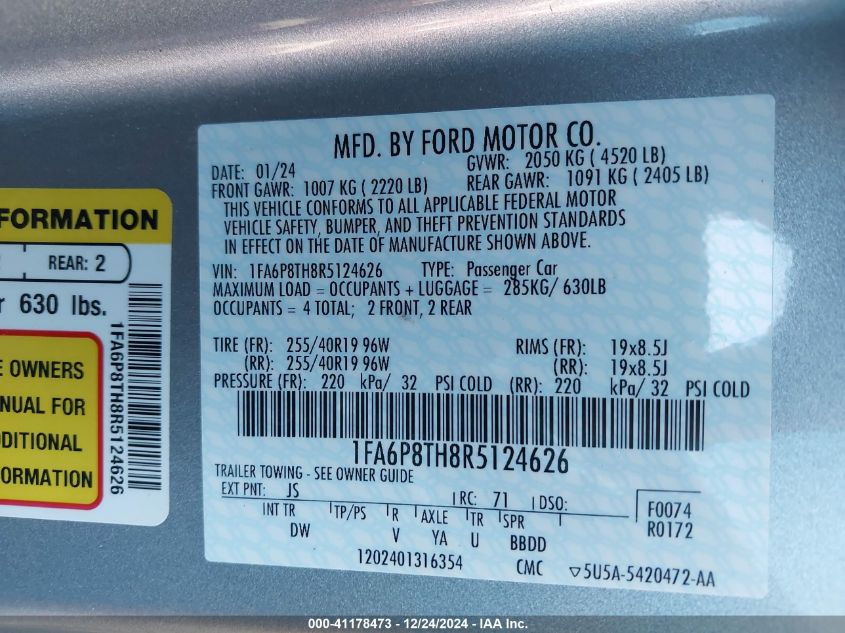 FORMATION
REAR: 2
630 lbs.
OWNERS
FOR
FORMATION
1FA6P8TH8R5124626
MFD. BY FORD MOTOR CO.
DATE: 01/24 GVWR: 2050 KG ( 4520 LB)
FRONT GAWR: 1007 KG ( 2220 LB) REAR GAWR: 1091 KG ( 2405 LB)
THIS VEHICLE CONFORMS TO ALL APPLICABLE FEDERAL MOTOR
VEHICLE SAFETY, BUMPER, AND THEFT PREVENTION STANDARDS
IN EFFECT ON THE DATE OF MANUFACTURE SHOWN ABOVE.
VIN: 1FA6P8TH8R5124626 TYPE: Passenger Car
MAXIMUM LOAD = OCCUPANTS + LUGGAGE = 285KG/ 630LB
OCCUPANTS = 4 TOTAL; 2 FRONT, 2 REAR
TIRE (FR): 255/40R19 96W RIMS (FR): 19x8.5J
(RR): 255/40R19 96W (RR): 19x8.5J
PRESSURE (FR): 220 kPa/ 32 PSI COLD (RR): 220 kPa/ 32 PSI COLD
1FA6P8TH8R5124626
TRAILER TOWING - SEE OWNER GUIDE
EXT PNT: JS RC: 71 DSO: F0074
INT TR TP/PS R AXLE TR SPR R0172
DW V YA U BBDD
1202401316354 CMC ▽5U5A-5420472-AA
000-41178473 - 12/24/2024 - IAA Inc.